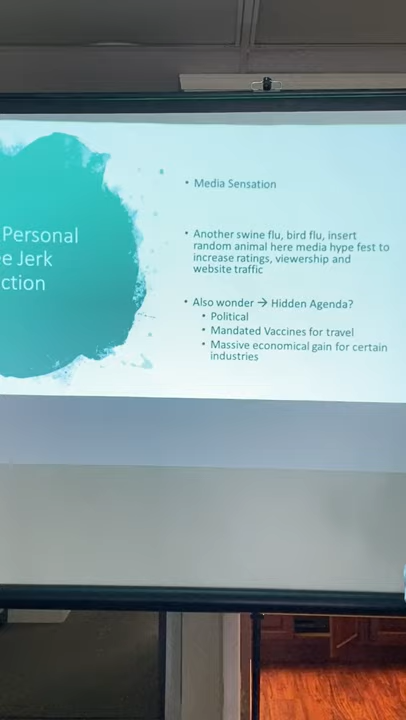 Personal
e Jerk
ction
• Media Sensation
• Another swine flu, bird flu, insert
random animal here media hype fest to
increase ratings, viewership and
website traffic
• Also wonder → Hidden Agenda?
• Political
• Mandated Vaccines for travel
• Massive economical gain for certain
industries